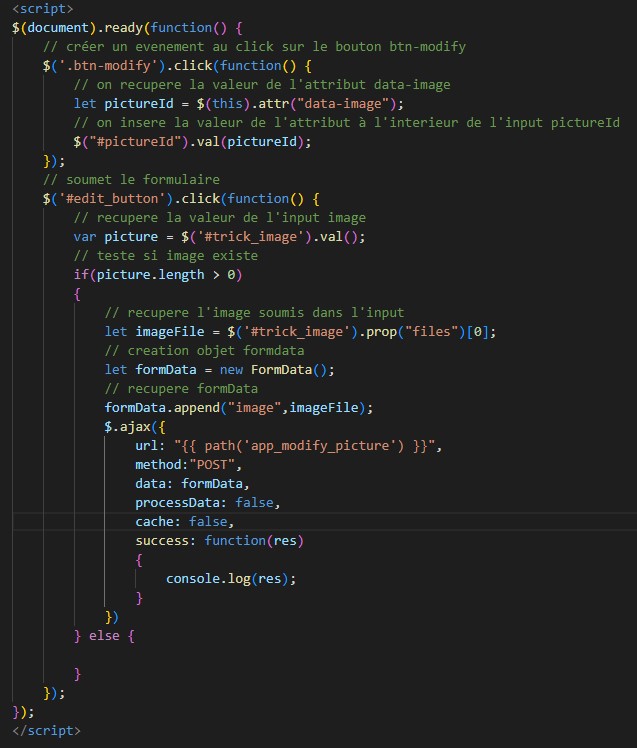 <script>
$(document).ready(function() {
// créer un evenement au click sur le bouton btn-modify
$('.btn-modify').click(function() {
// on recupere la valeur de l'attribut data-image
let pictureId = $(this).attr("data-image");
// on insere la valeur de l'attribut à l'interieur de l'input pictureId
$("#pictureId").val(pictureId);
});
// soumet le formulaire
$('#edit_button').click(function() {
// recupere la valeur de l'input image
var picture = $('#trick_image').val();
// teste si image existe
if(picture.length > 0)
{
// recupere l'image soumis dans l'input
let imageFile = $('#trick_image').prop("files")[0];
// creation objet formdata
let formData = new FormData();
// recupere formData
formData.append("image",imageFile);
$.ajax({
url: "{{ path('app_modify_picture') }}",
method:"POST",
data: formData,
processData: false,
cache: false,
success: function(res)
{
console.log(res);
}
})
} else {
}
});
});
</script>